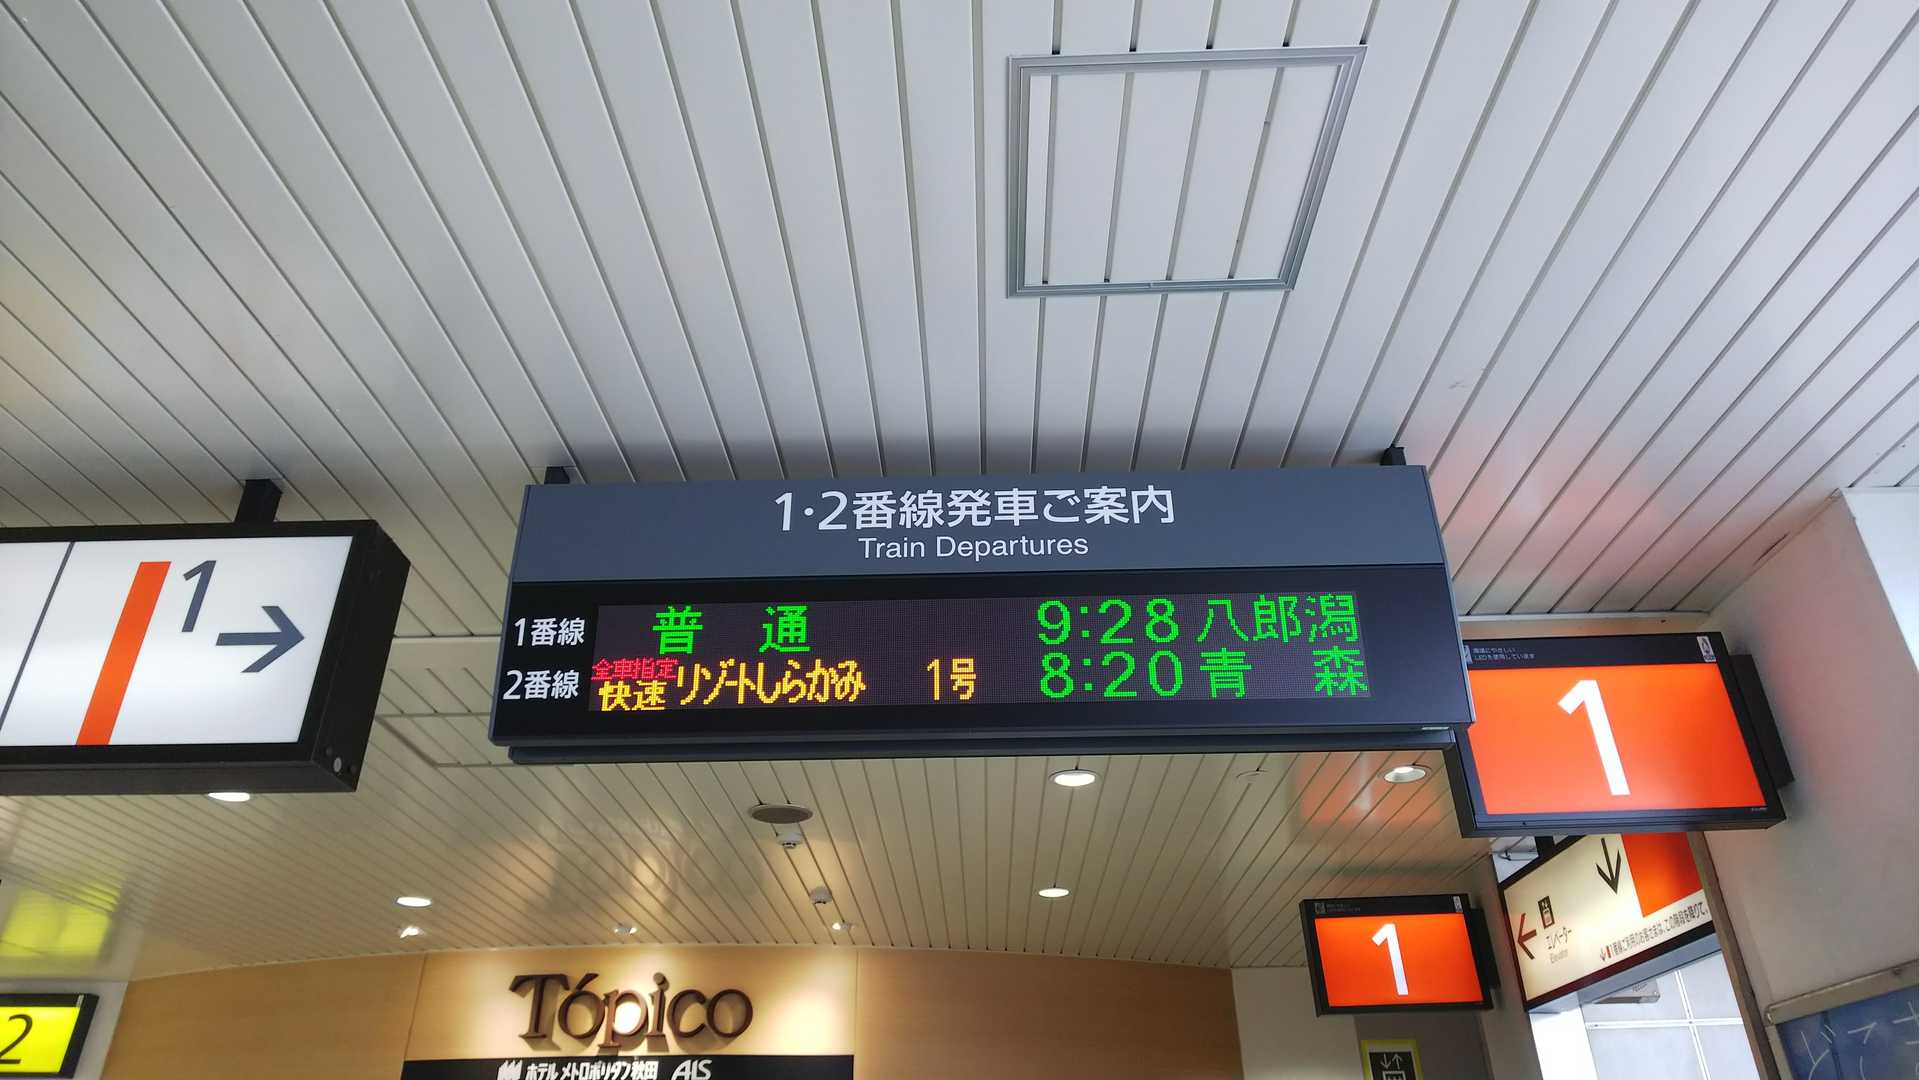 1・2番線発車ご案内
Train Departures
1番線 普通 9:28 八郎潟
2番線 全車指定 快速 リゾートしらかみ 1号 8:20 青森
1
1
1
2
エレベーター
Elevator
Tópico
ホテルメトロポリタン秋田 ALS